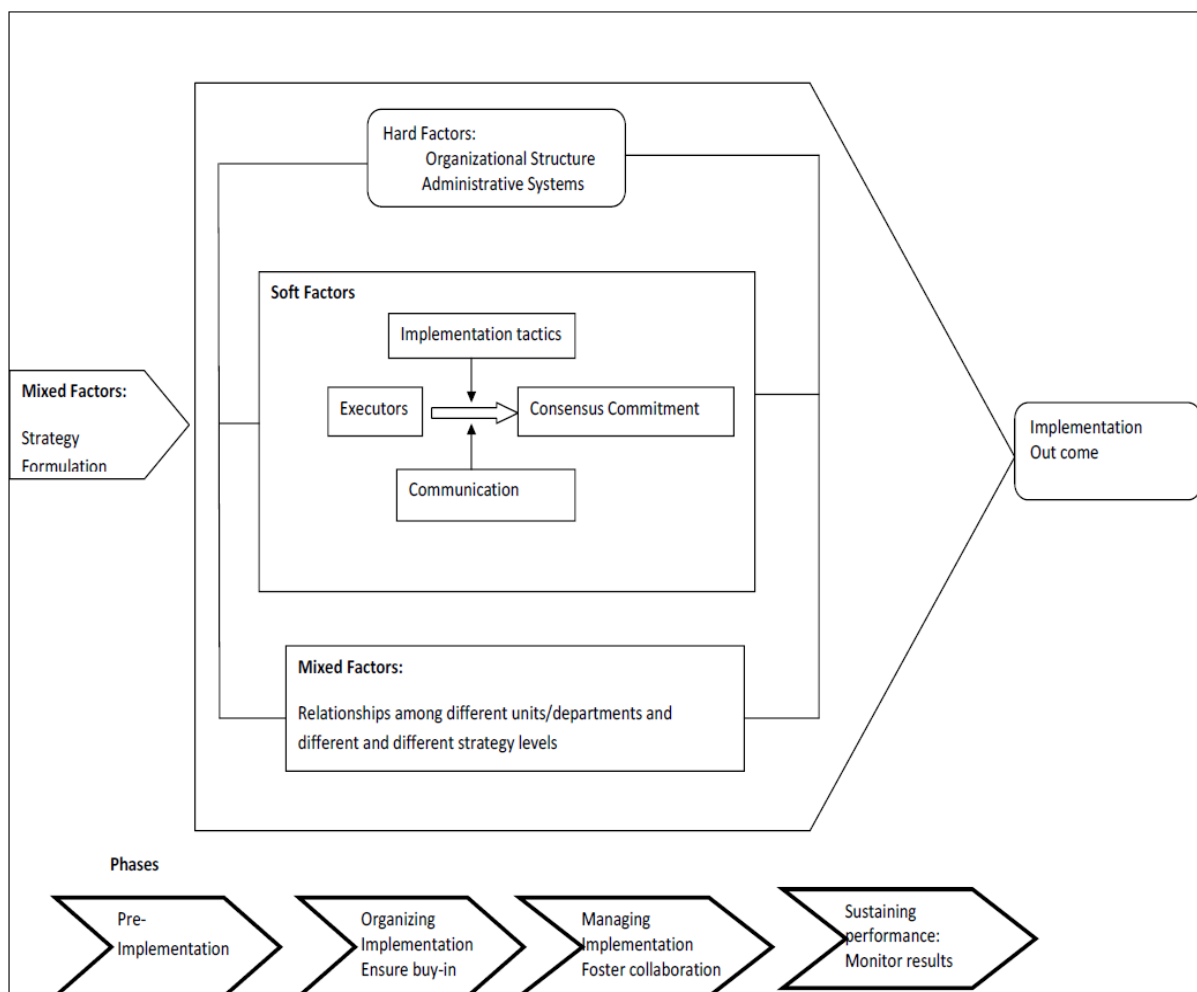 Hard Factors:
Organizational Structure
Administrative Systems
Soft Factors
Implementation tactics
Executors
Consensus Commitment
Communication
Mixed Factors:
Strategy
Formulation
Implementation
Out come
Mixed Factors:
Relationships among different units/departments and
different and different strategy levels
Phases
Pre-
Implementation
Organizing
Implementation
Ensure buy-in
Managing
Implementation
Foster collaboration
Sustaining
performance:
Monitor results